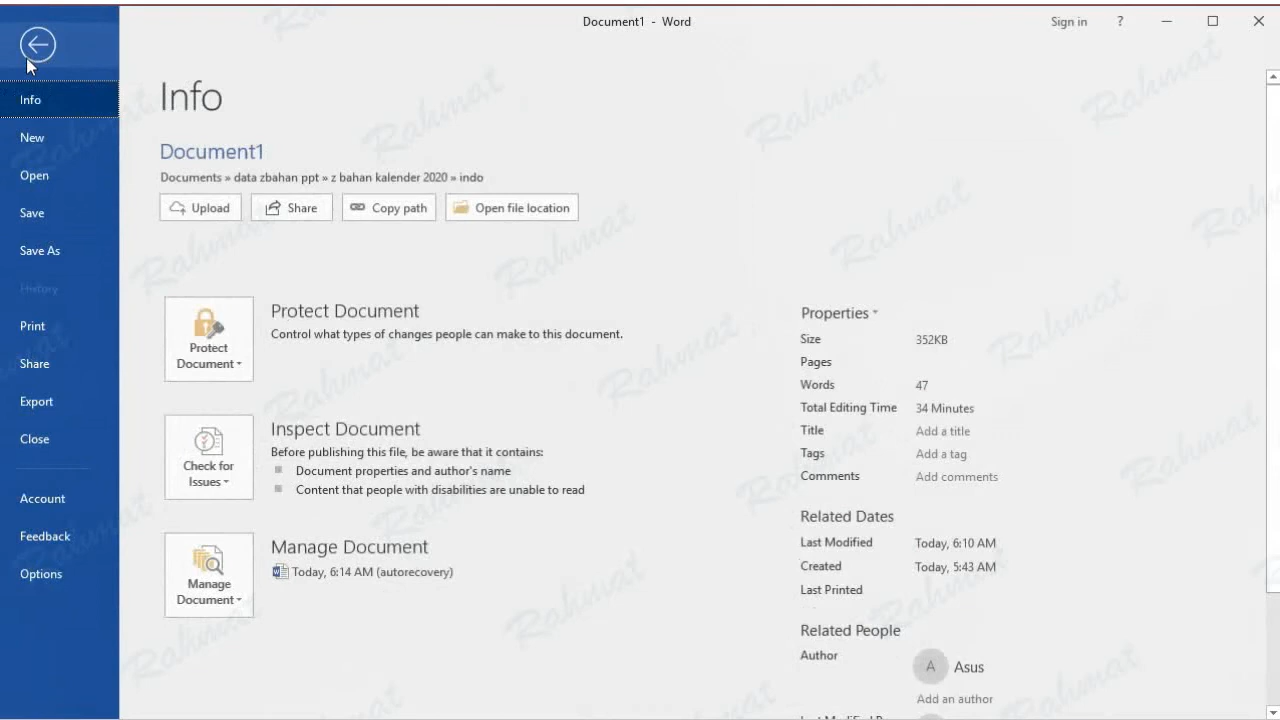 Document1 - Word
Sign in
?
Info
New
Open
Save
Save As
History
Print
Share
Export
Close
Account
Feedback
Options
Info
Document1
Documents » data zbahan ppt » z bahan kalender 2020 » indo
Upload
Share
Copy path
Open file location
Protect Document
Protect Document
Control what types of changes people can make to this document.
Check for Issues
Inspect Document
Before publishing this file, be aware that it contains:
Document properties and author's name
Content that people with disabilities are unable to read
Manage Document
Manage Document
Today, 6:14 AM (autorecovery)
Properties
Size 352KB
Pages
Words 47
Total Editing Time 34 Minutes
Title Add a title
Tags Add a tag
Comments Add comments
Related Dates
Last Modified Today, 6:10 AM
Created Today, 5:43 AM
Last Printed
Related People
Author
A Asus
Add an author
Rahmat